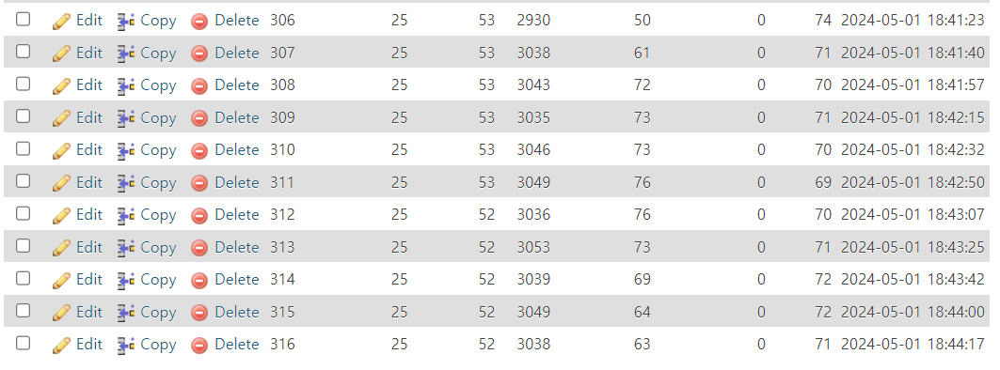 Edit Copy Delete 306 25 53 2930 50 0 74 2024-05-01 18:41:23
Edit Copy Delete 307 25 53 3038 61 0 71 2024-05-01 18:41:40
Edit Copy Delete 308 25 53 3043 72 0 70 2024-05-01 18:41:57
Edit Copy Delete 309 25 53 3035 73 0 71 2024-05-01 18:42:15
Edit Copy Delete 310 25 53 3046 73 0 70 2024-05-01 18:42:32
Edit Copy Delete 311 25 53 3049 76 0 69 2024-05-01 18:42:50
Edit Copy Delete 312 25 52 3036 76 0 70 2024-05-01 18:43:07
Edit Copy Delete 313 25 52 3053 73 0 71 2024-05-01 18:43:25
Edit Copy Delete 314 25 52 3039 69 0 72 2024-05-01 18:43:42
Edit Copy Delete 315 25 52 3049 64 0 72 2024-05-01 18:44:00
Edit Copy Delete 316 25 52 3038 63 0 71 2024-05-01 18:44:17